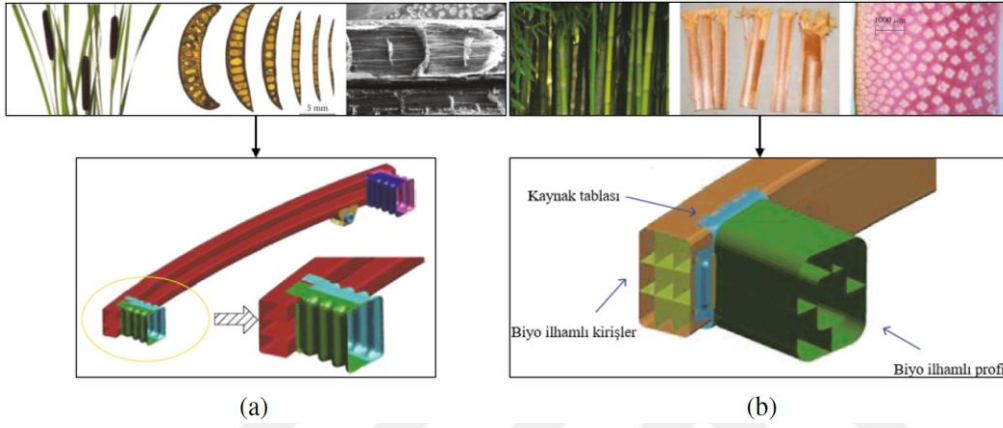 5 mm
1000 µm
Kaynak tablası
Biyo ilhamlı kirişler
Biyo ilhamlı profi
(a)
(b)